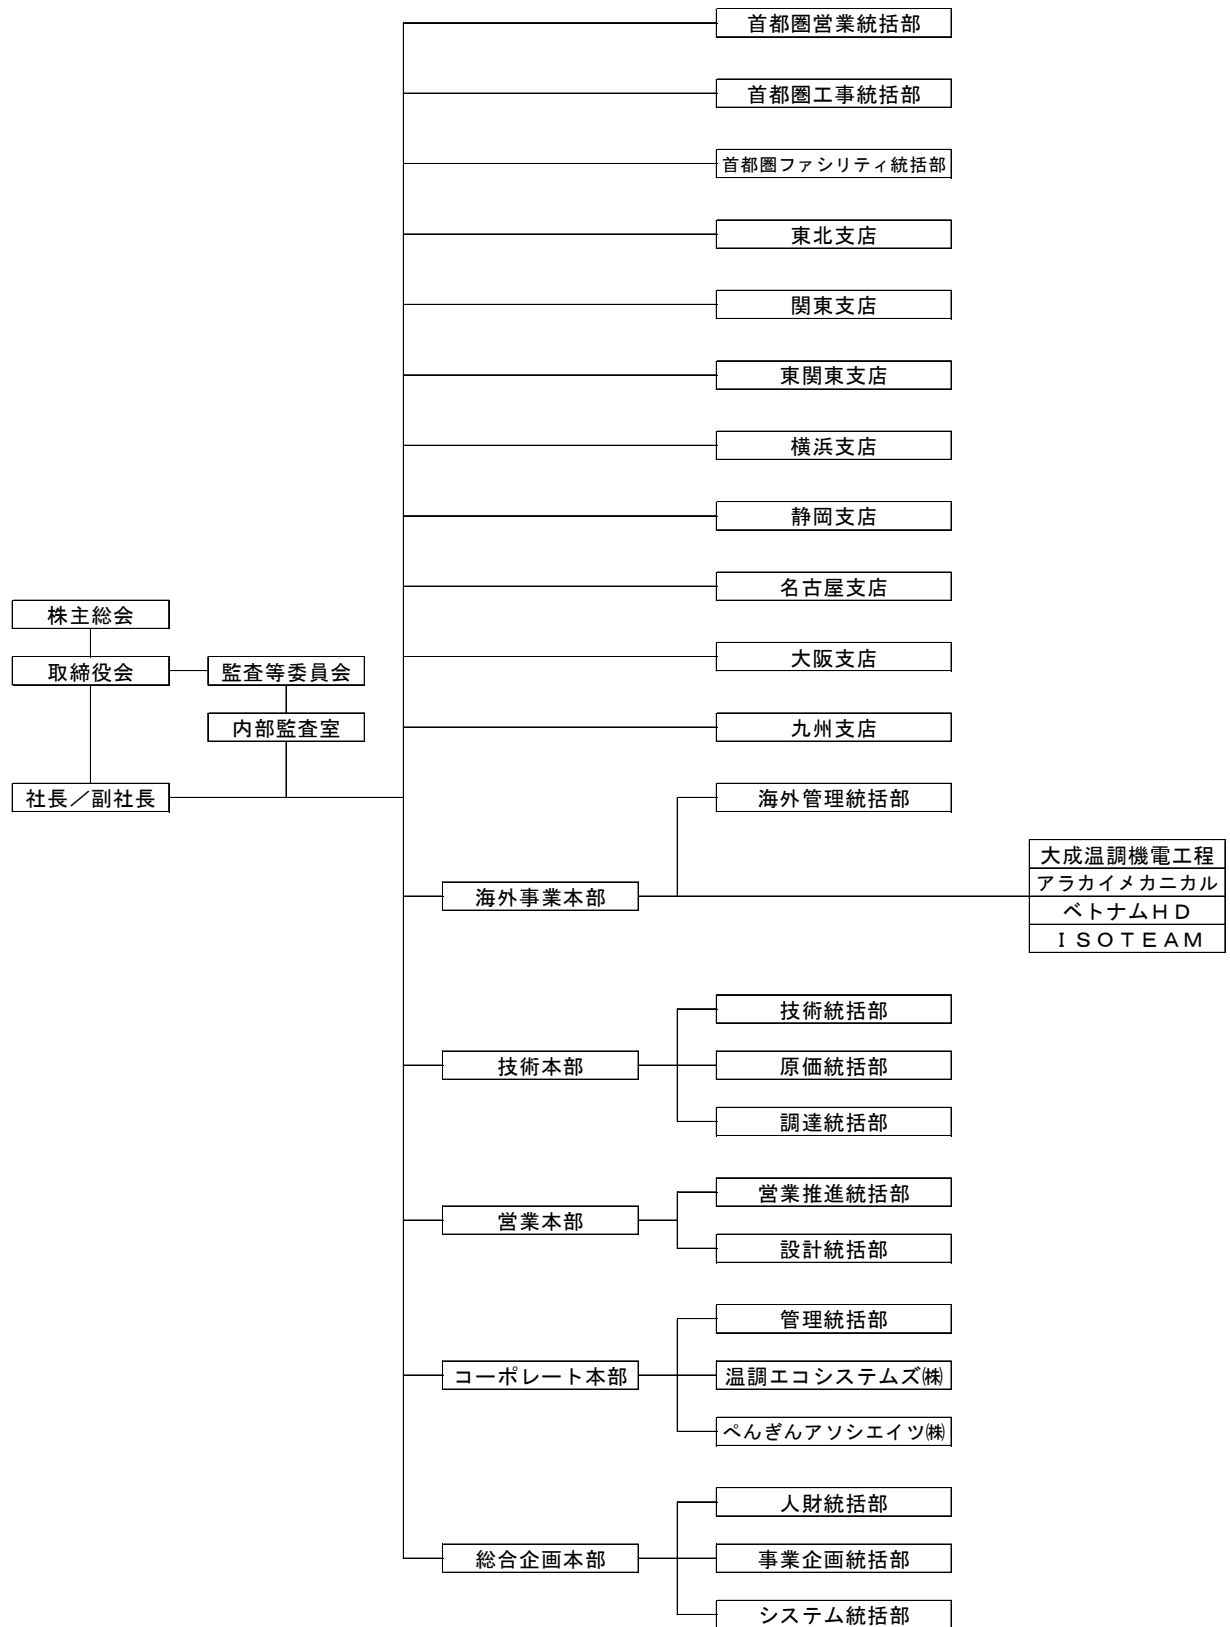 首都圏営業統括部
首都圏工事統括部
首都圏ファシリティ統括部
東北支店
関東支店
東関東支店
横浜支店
静岡支店
名古屋支店
株主総会
取締役会
監査等委員会
大阪支店
内部監査室
九州支店
社長／副社長
海外管理統括部
海外事業本部
大成温調機電工程
アラカイメカニカル
ベトナムＨＤ
ＩＳＯＴＥＡＭ
技術統括部
技術本部
原価統括部
調達統括部
営業推進統括部
営業本部
設計統括部
管理統括部
コーポレート本部
温調エコシステムズ㈱
ぺんぎんアソシエイツ㈱
人財統括部
総合企画本部
事業企画統括部
システム統括部